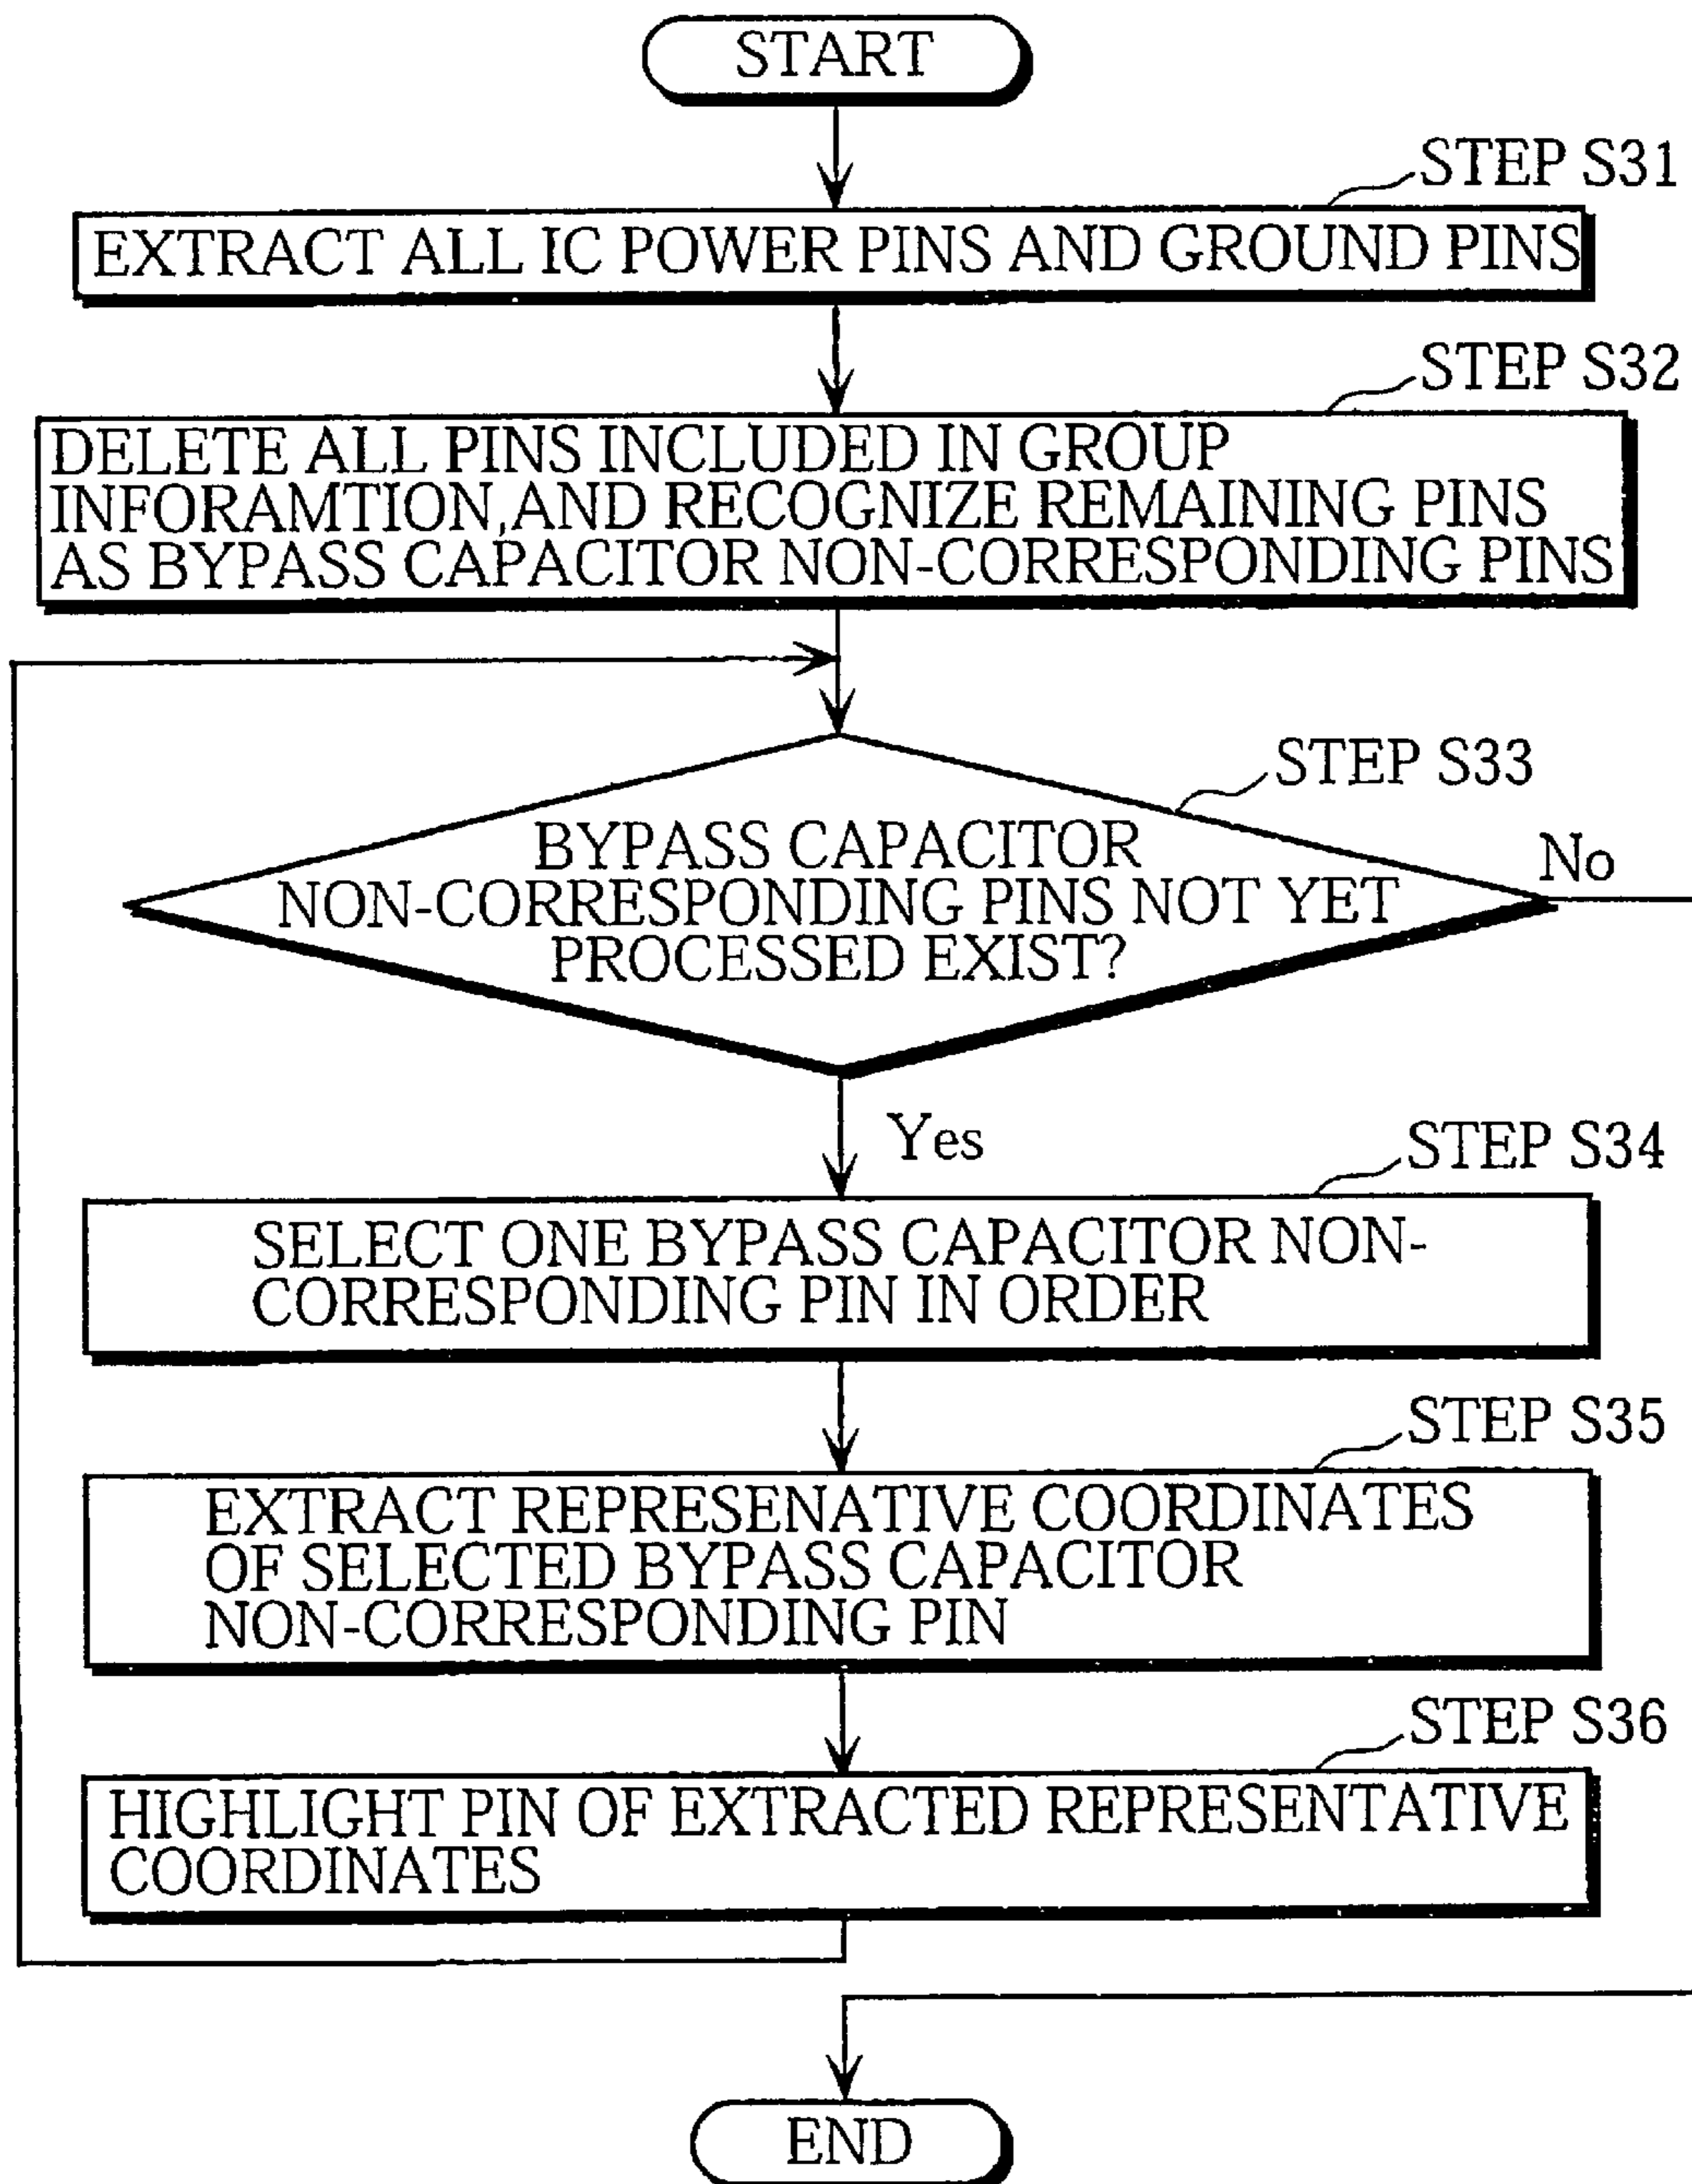 START
STEP S31
EXTRACT ALL IC POWER PINS AND GROUND PINS
STEP S32
DELETE ALL PINS INCLUDED IN GROUP
INFORAMTION,AND RECOGNIZE REMAINING PINS
AS BYPASS CAPACITOR NON-CORRESPONDING PINS
STEP S33
BYPASS CAPACITOR
NON-CORRESPONDING PINS NOT YET
PROCESSED EXIST?
No
Yes
STEP S34
SELECT ONE BYPASS CAPACITOR NON-
CORRESPONDING PIN IN ORDER
STEP S35
EXTRACT REPRESENATIVE COORDINATES
OF SELECTED BYPASS CAPACITOR
NON-CORRESPONDING PIN
STEP S36
HIGHLIGHT PIN OF EXTRACTED REPRESENTATIVE
COORDINATES
END